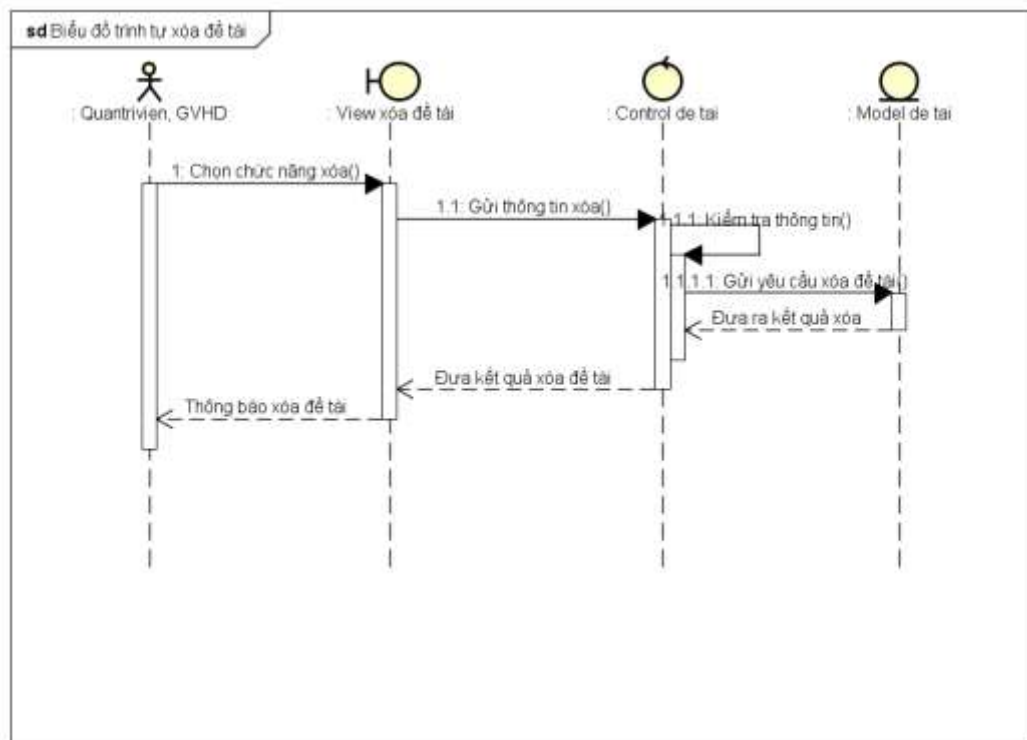 sd Biểu đồ trình tự xóa đề tài
: Quantrivien, GVHD
: View xóa đề tài
: Control de tai
: Model de tai
1: Chọn chức năng xóa()
1.1: Gửi thông tin xóa()
1.1: Kiểm tra thông tin()
1.1.1.1: Gửi yêu cầu xóa đề tài()
Đưa ra kết quả xóa
Đưa kết quả xóa đề tài
Thông báo xóa đề tài